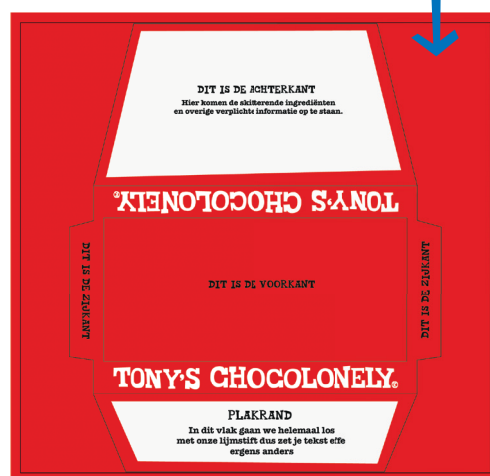 DIT IS DE ACHTERKANT
Hier komen de skitterende ingrediënten
en overige verplichte informatie op te staan.
TONY'S CHOCOLONELY®
DIT IS DE ZIJKANT
DIT IS DE VOORKANT
DIT IS DE ZIJKANT
TONY'S CHOCOLONELY®
PLAKRAND
In dit vlak gaan we helemaal los
met onze lijmstift dus zet je tekst effe
ergens anders